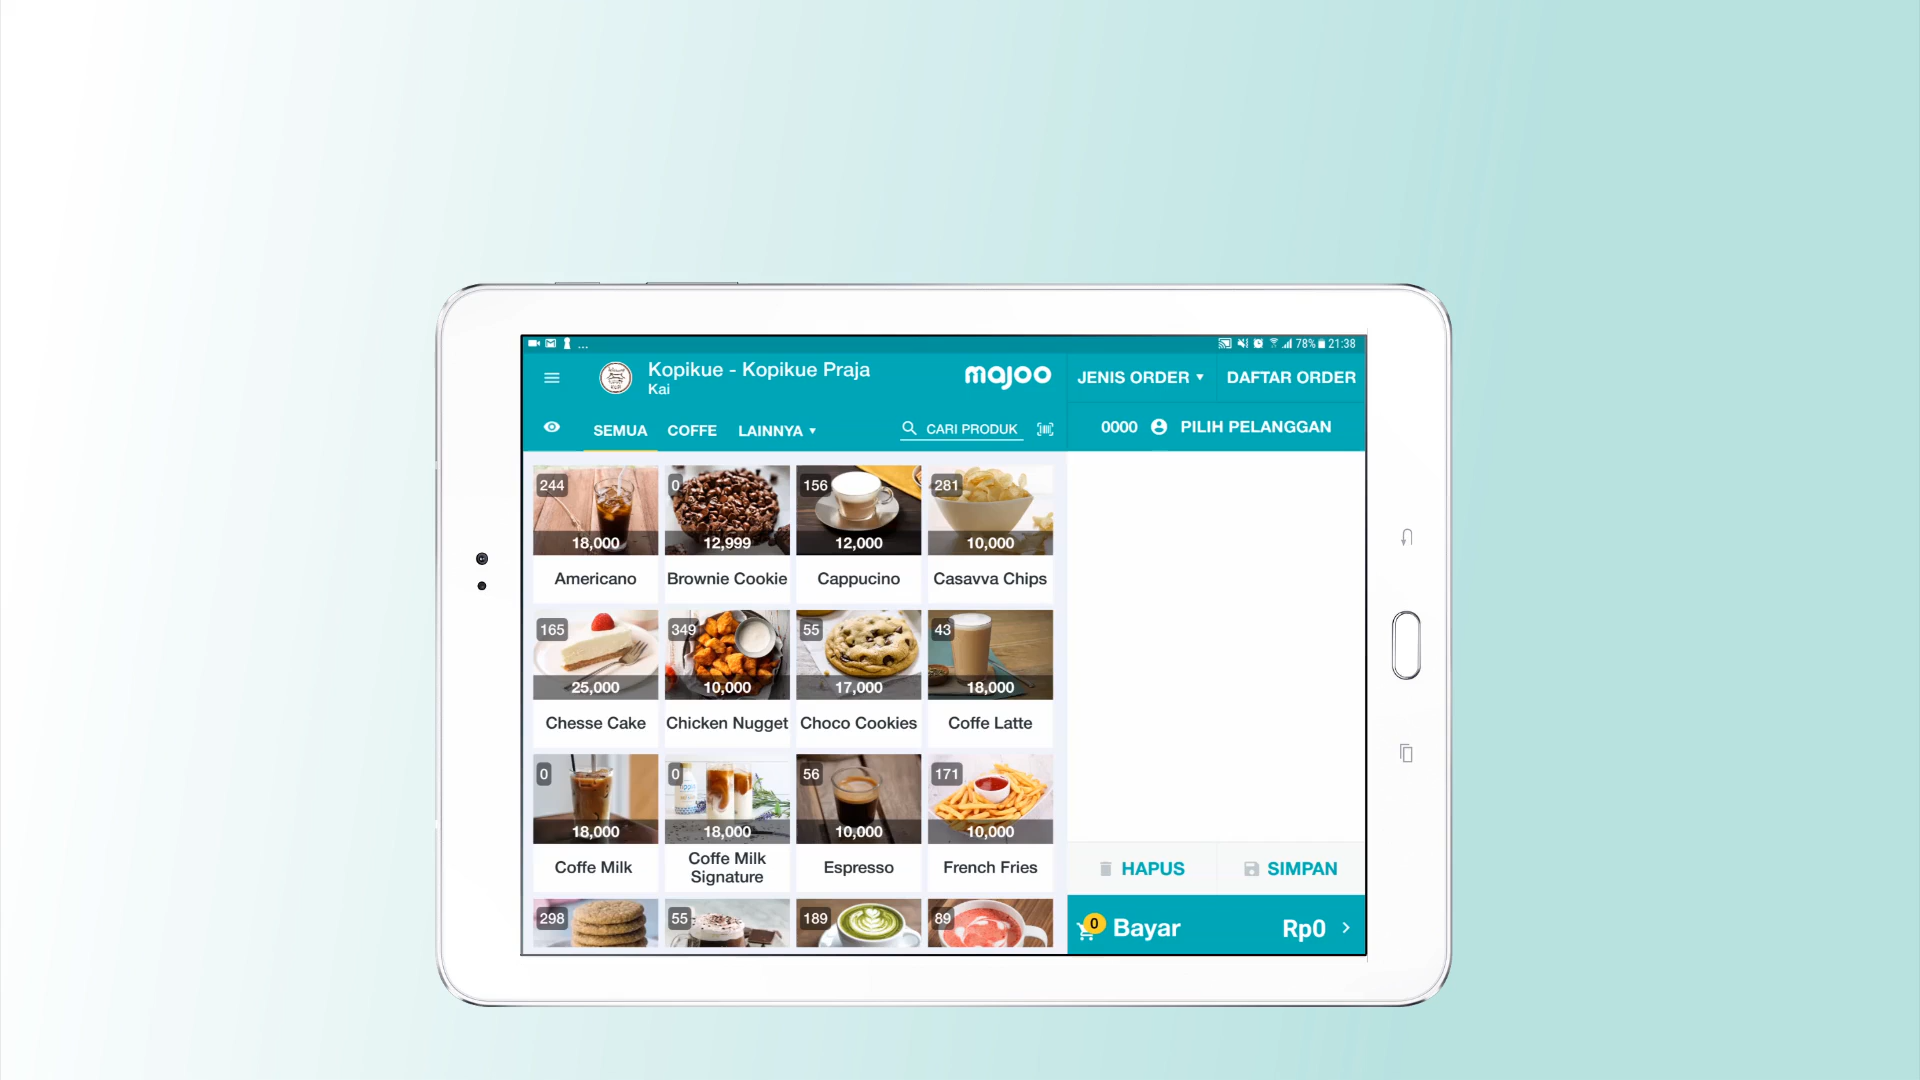 ... 78% 21:38
Kopikue - Kopikue Praja
Kai
majoo
JENIS ORDER
DAFTAR ORDER
SEMUA COFFE LAINNYA
CARI PRODUK
0000 PILIH PELANGGAN
244
18,000
Americano
0
12,999
Brownie Cookie
156
12,000
Cappucino
281
10,000
Casavva Chips
165
25,000
Chesse Cake
349
10,000
Chicken Nugget
55
17,000
Choco Cookies
43
18,000
Coffe Latte
0
18,000
Coffe Milk
0
18,000
Coffe Milk
Signature
56
10,000
Espresso
171
10,000
French Fries
298
55
189
89
HAPUS
SIMPAN
0 Bayar Rp0